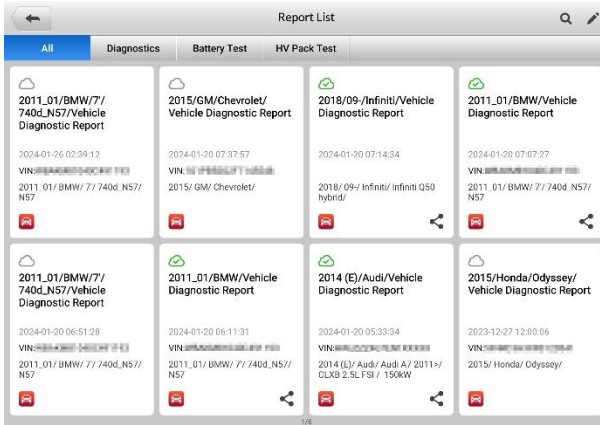 Report List
All
Diagnostics
Battery Test
HV Pack Test
2011_01/BMW/7'/
740d_N57/Vehicle
Diagnostic Report
2024-01-26 02:39:12
VIN:
2011_01/ BMW/ 7'/ 740d_N57/
N57
2015/GM/Chevrolet/
Vehicle Diagnostic Report
2024-01-20 07:37:57
VIN:
2015/ GM/ Chevrolet/
2018/09-/Infiniti/Vehicle
Diagnostic Report
2024-01-20 07:14:34
2018/ 09-/ Infiniti/ Infiniti Q50
hybrid/
2011_01/BMW/Vehicle
Diagnostic Report
2024-01-20 07:07:27
VIN:
2011_01/ BMW/ 7'/ 740d_N57/
N57
2011_01/BMW/7'/
740d_N57/Vehicle
Diagnostic Report
2024-01-20 06:51:28
VIN:
2011_01/ BMW/ 7'/ 740d_N57/
N57
2011_01/BMW/Vehicle
Diagnostic Report
2024-01-20 06:11:31
VIN:
2011_01/ BMW/ 7'/ 740d_N57/
N57
2014 (E)/Audi/Vehicle
Diagnostic Report
2024-01-20 05:33:34
VIN:
2014 (E)/ Audi/ Audi A7 2011>/
CLXB 2.5L FSI / 150kW
2015/Honda/Odyssey/
Vehicle Diagnostic Report
2023-12-27 12:00:06
VIN:
2015/ Honda/ Odyssey/
1/6